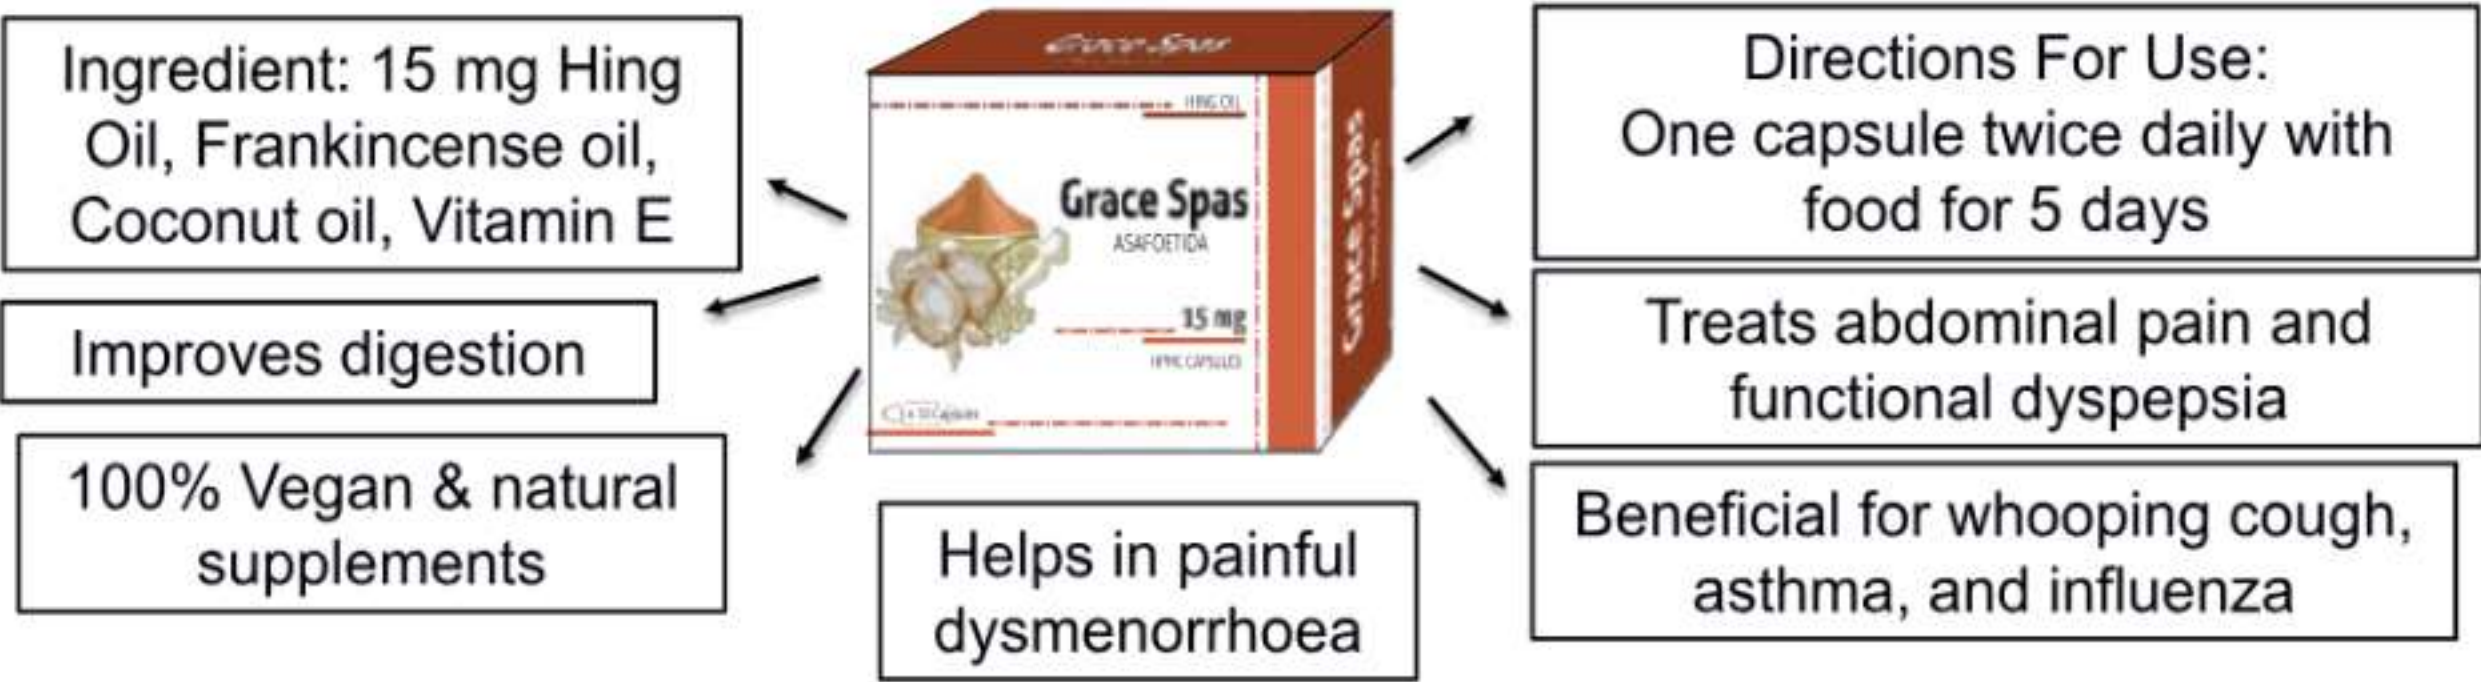 Ingredient: 15 mg Hing
Oil, Frankincense oil,
Coconut oil, Vitamin E
Improves digestion
100% Vegan & natural
supplements
Grace Spas
HING OIL
Grace Spas
ASAFOETIDA
15 mg
HPMC CAPSULES
Capsules
Grace Spas
Helps in painful
dysmenorrhoea
Directions For Use:
One capsule twice daily with
food for 5 days
Treats abdominal pain and
functional dyspepsia
Beneficial for whooping cough,
asthma, and influenza